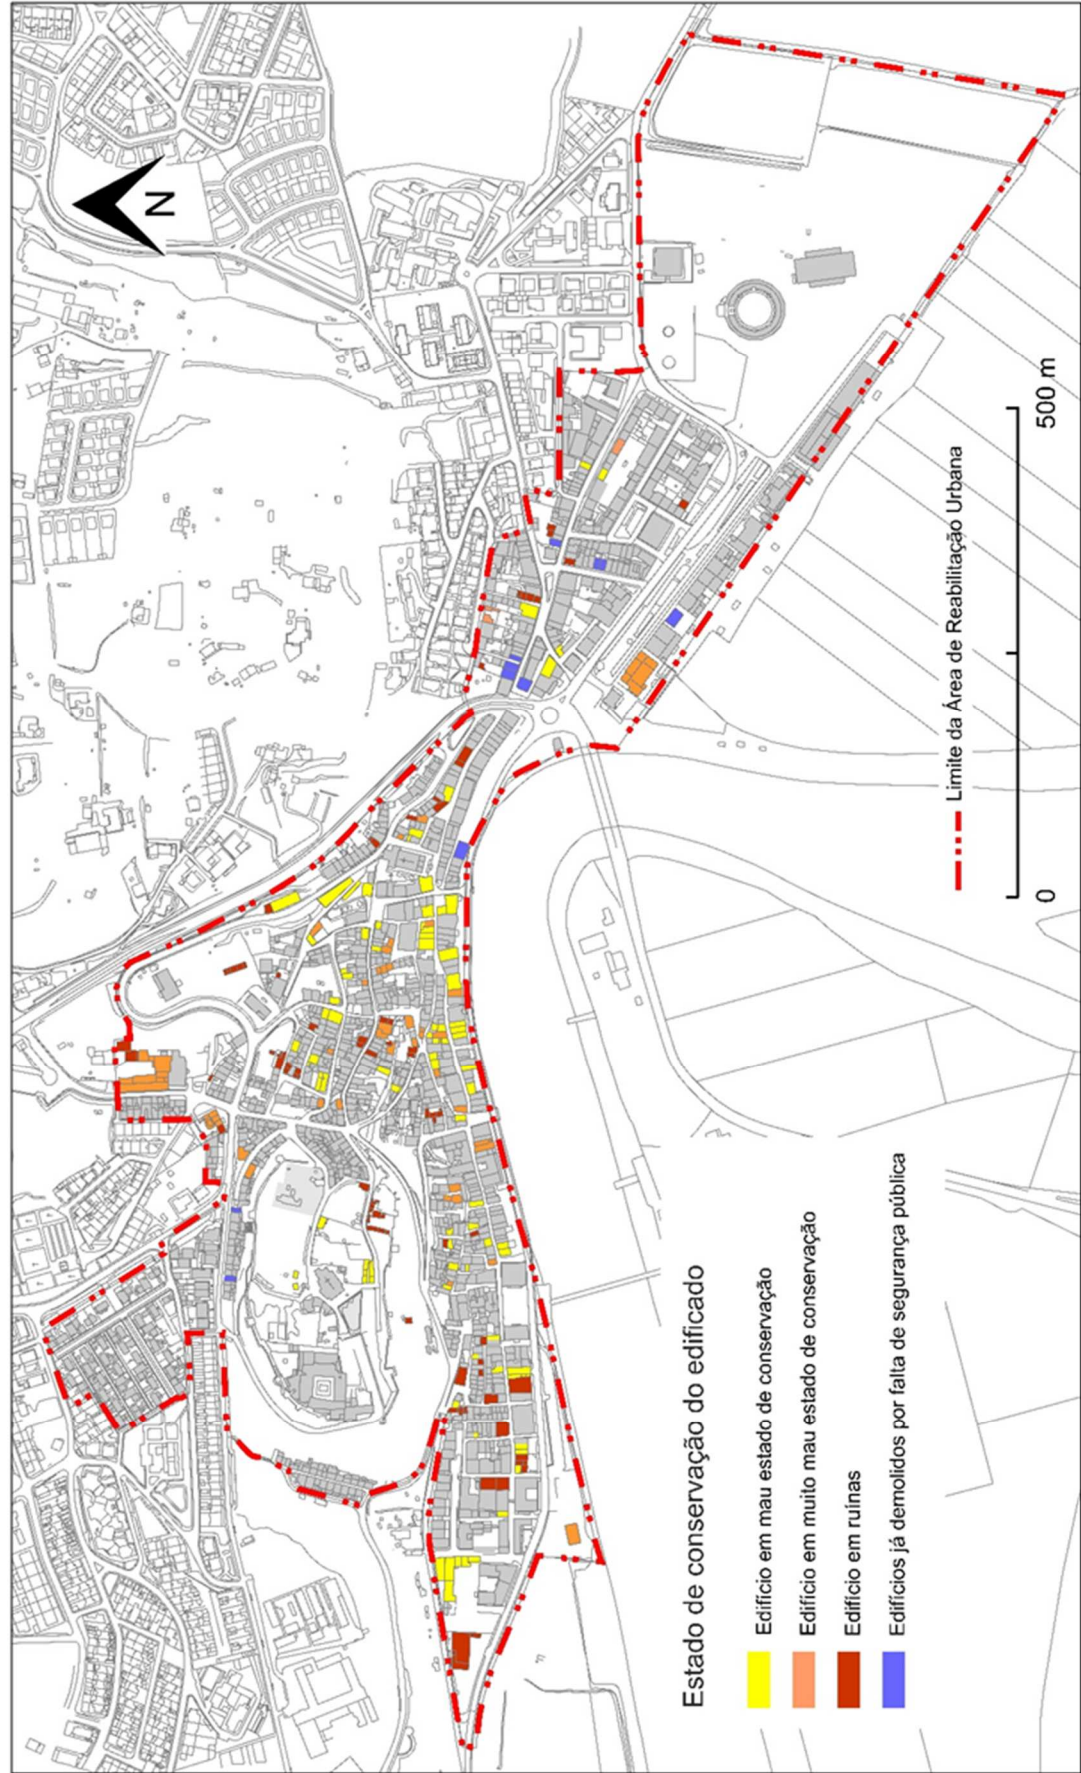 N
Estado de conservação do edificado
Edifício em mau estado de conservação
Edifício em muito mau estado de conservação
Edifício em ruínas
Edifícios já demolidos por falta de segurança pública
Limite da Área de Reabilitação Urbana
0
500 m